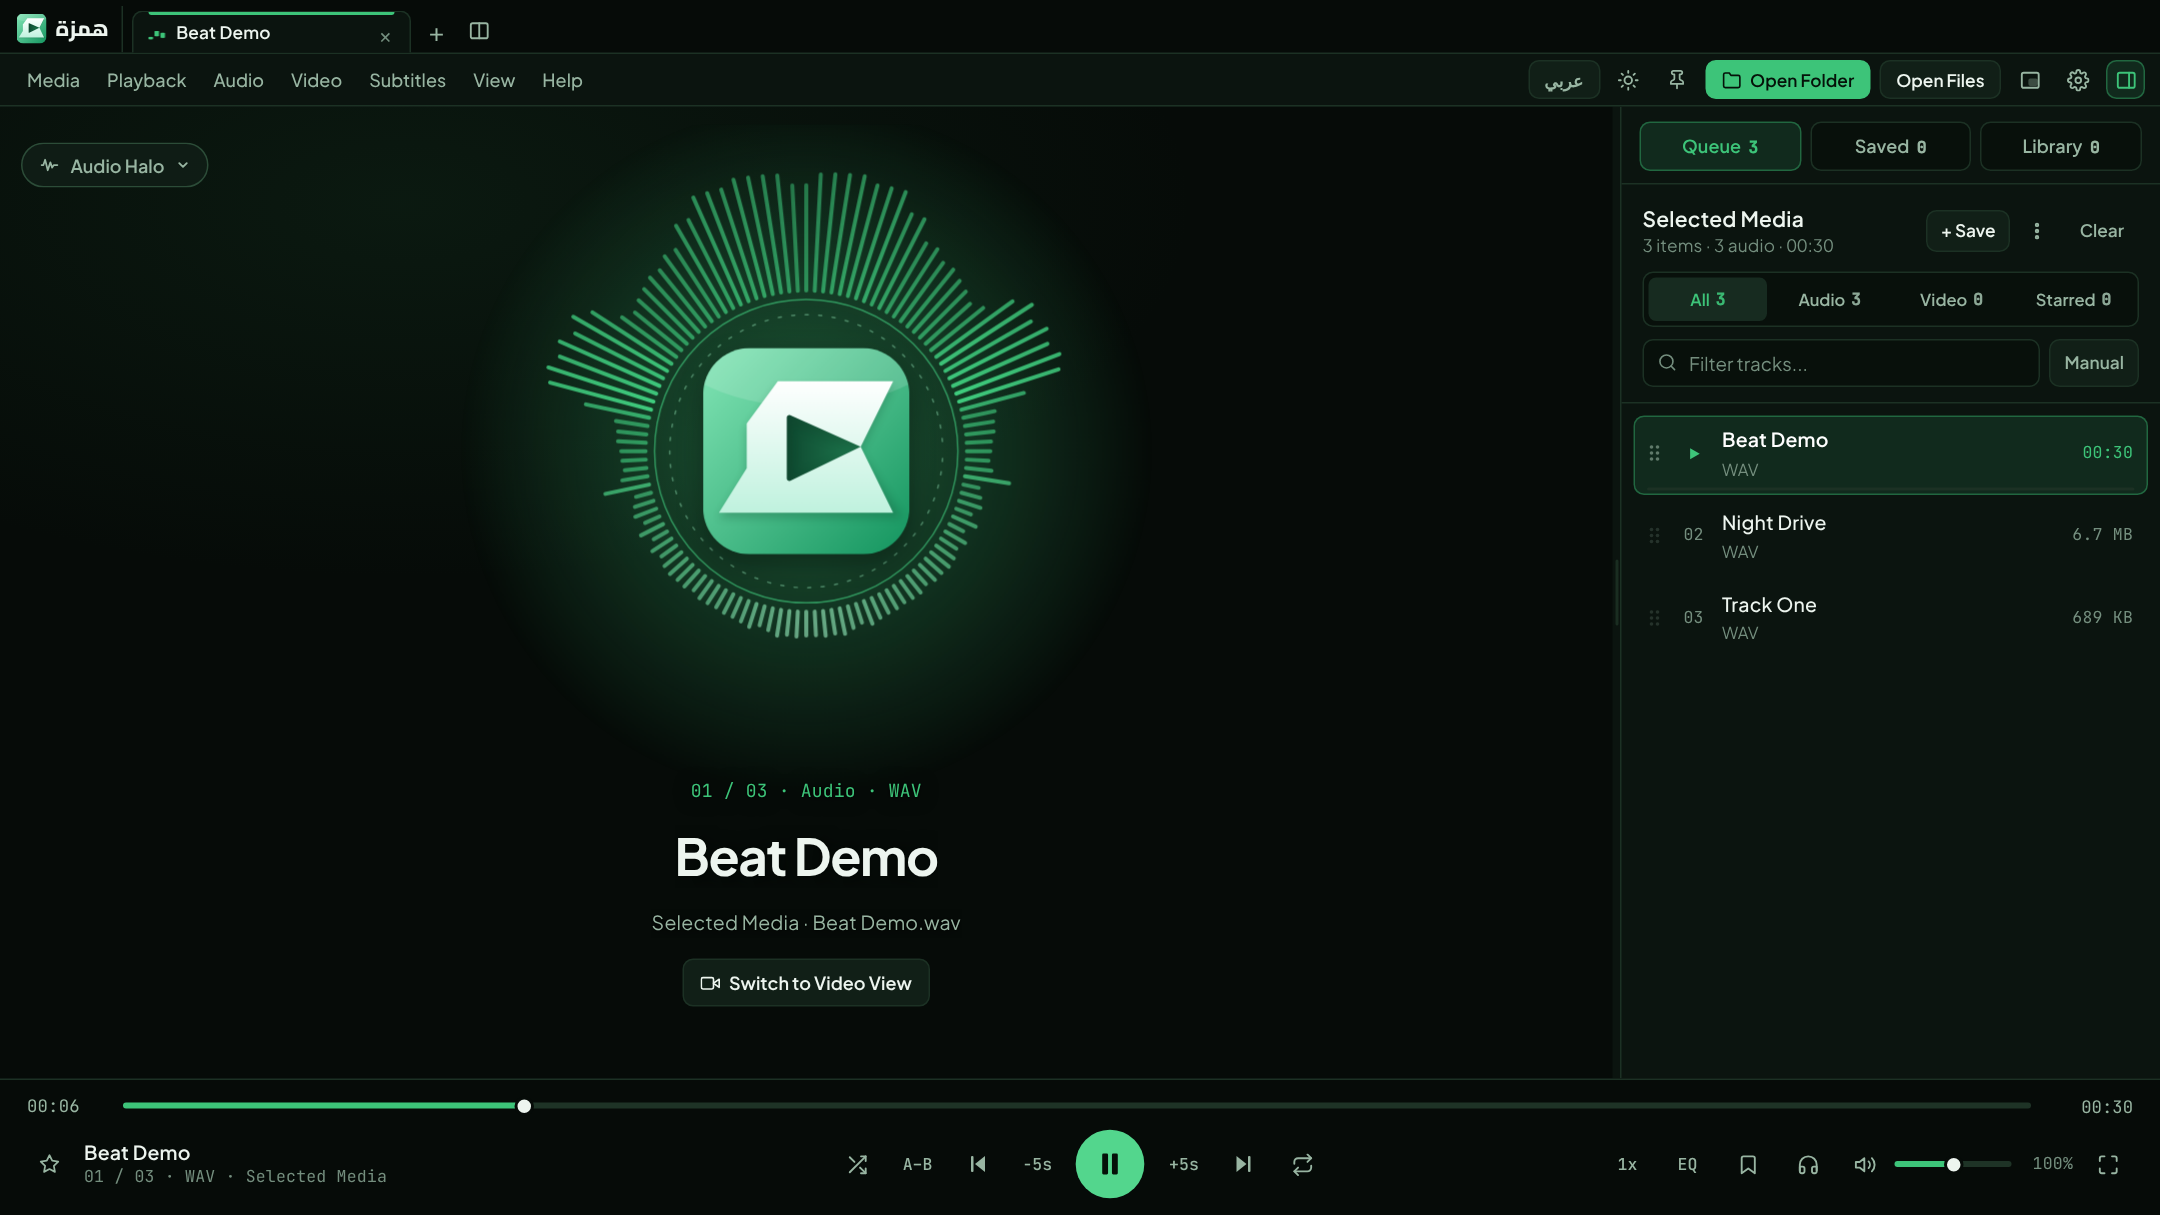 همزة
Beat Demo
Media Playback Audio Video Subtitles View Help
عربي
Open Folder
Open Files
Audio Halo
Queue 3
Saved 0
Library 0
Selected Media
3 items · 3 audio · 00:30
+ Save
Clear
All 3
Audio 3
Video 0
Starred 0
Filter tracks...
Manual
Beat Demo
WAV
00:30
02
Night Drive
WAV
6.7 MB
03
Track One
WAV
689 KB
01 / 03 · Audio · WAV
Beat Demo
Selected Media · Beat Demo.wav
Switch to Video View
00:06
00:30
Beat Demo
01 / 03 · WAV · Selected Media
A-B
-5s
+5s
1x
EQ
100%